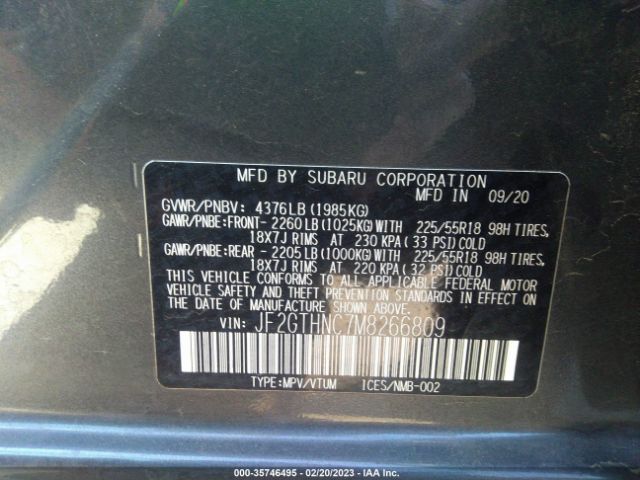 MFD BY SUBARU CORPORATION
MFD IN 09/20
GVWR/PNBV: 4376LB (1985KG)
GAWR/PNBE:FRONT- 2260LB (1025KG)WITH 225/55R18 98H TIRES,
18X7J RIMS AT 230 KPA (33 PSI)COLD
GAWR/PNBE:REAR - 2205LB (1000KG)WITH 225/55R18 98H TIRES,
18X7J RIMS AT 220 KPA (32 PSI)COLD
THIS VEHICLE CONFORMS TO ALL APPLICABLE FEDERAL MOTOR
VEHICLE SAFETY AND THEFT PREVENTION STANDARDS IN EFFECT ON
THE DATE OF MANUFACTURE SHOWN ABOVE.
VIN: JF2GTHNC7M8266809
TYPE:MPV/VTUM ICES/NMB-002
000-35746495 - 02/20/2023 - © IAA Inc.